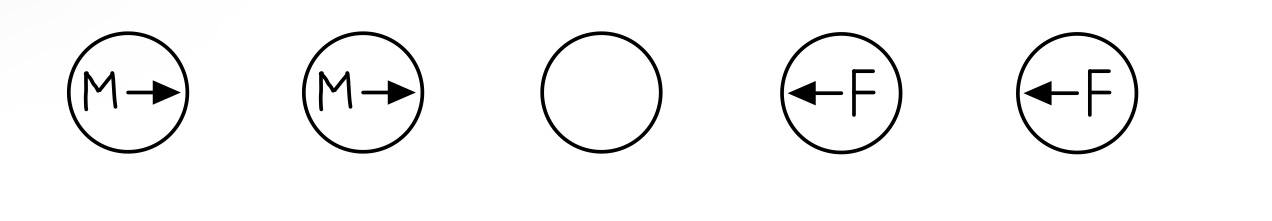 M → M → ← F ← F